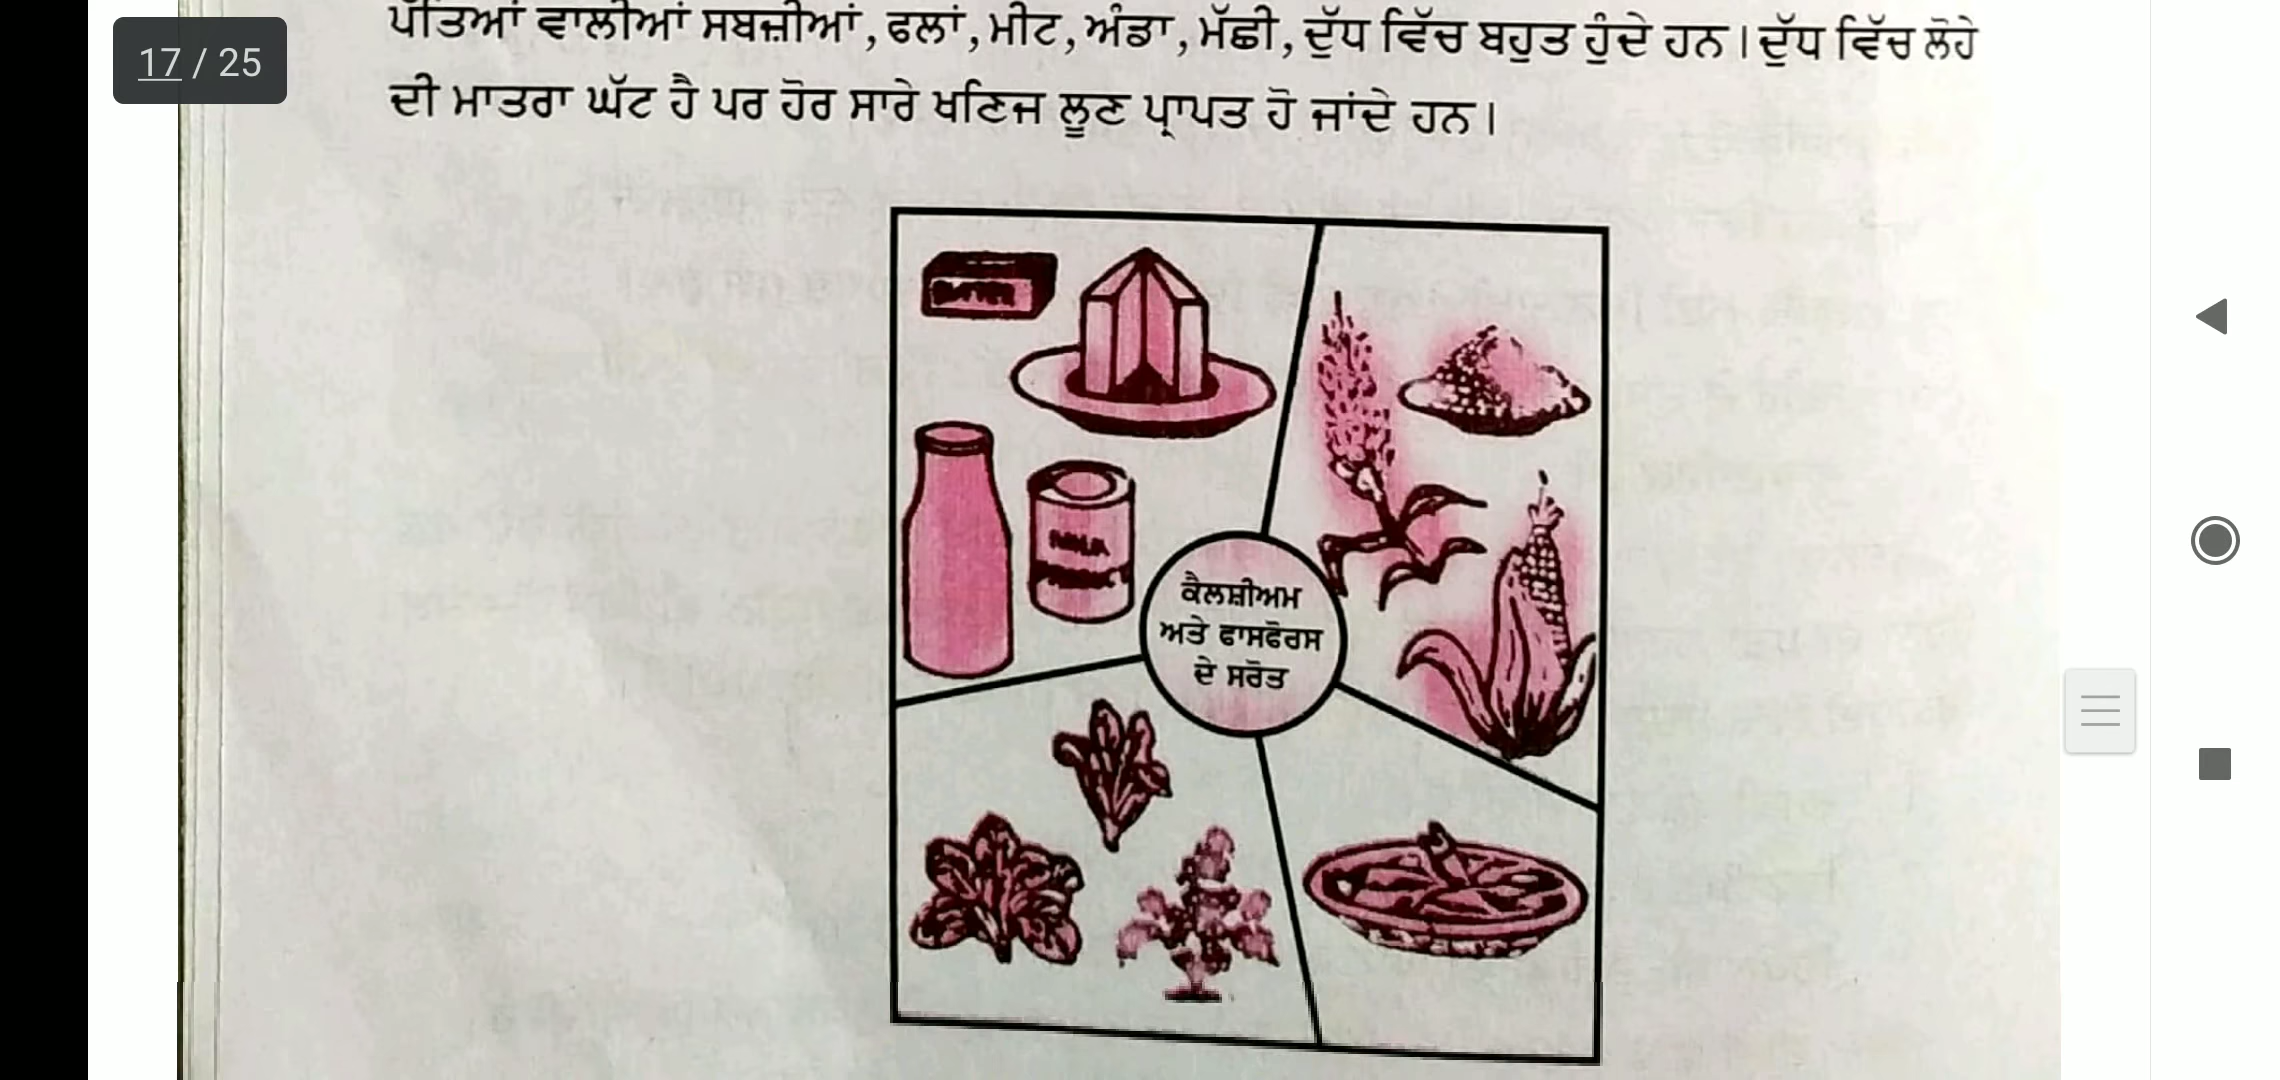 17 / 25
ਪੱਤਿਆਂ ਵਾਲੀਆਂ ਸਬਜ਼ੀਆਂ, ਫਲਾਂ, ਮੀਟ, ਅੰਡਾ, ਮੱਛੀ, ਦੁੱਧ ਵਿੱਚ ਬਹੁਤ ਹੁੰਦੇ ਹਨ। ਦੁੱਧ ਵਿੱਚ ਲੋਹੇ
ਦੀ ਮਾਤਰਾ ਘੱਟ ਹੈ ਪਰ ਹੋਰ ਸਾਰੇ ਖਣਿਜ ਲੂਣ ਪ੍ਰਾਪਤ ਹੋ ਜਾਂਦੇ ਹਨ।
ਕੈਲਸ਼ੀਅਮ
ਅਤੇ ਫਾਸਫੋਰਸ
ਦੇ ਸਰੋਤ